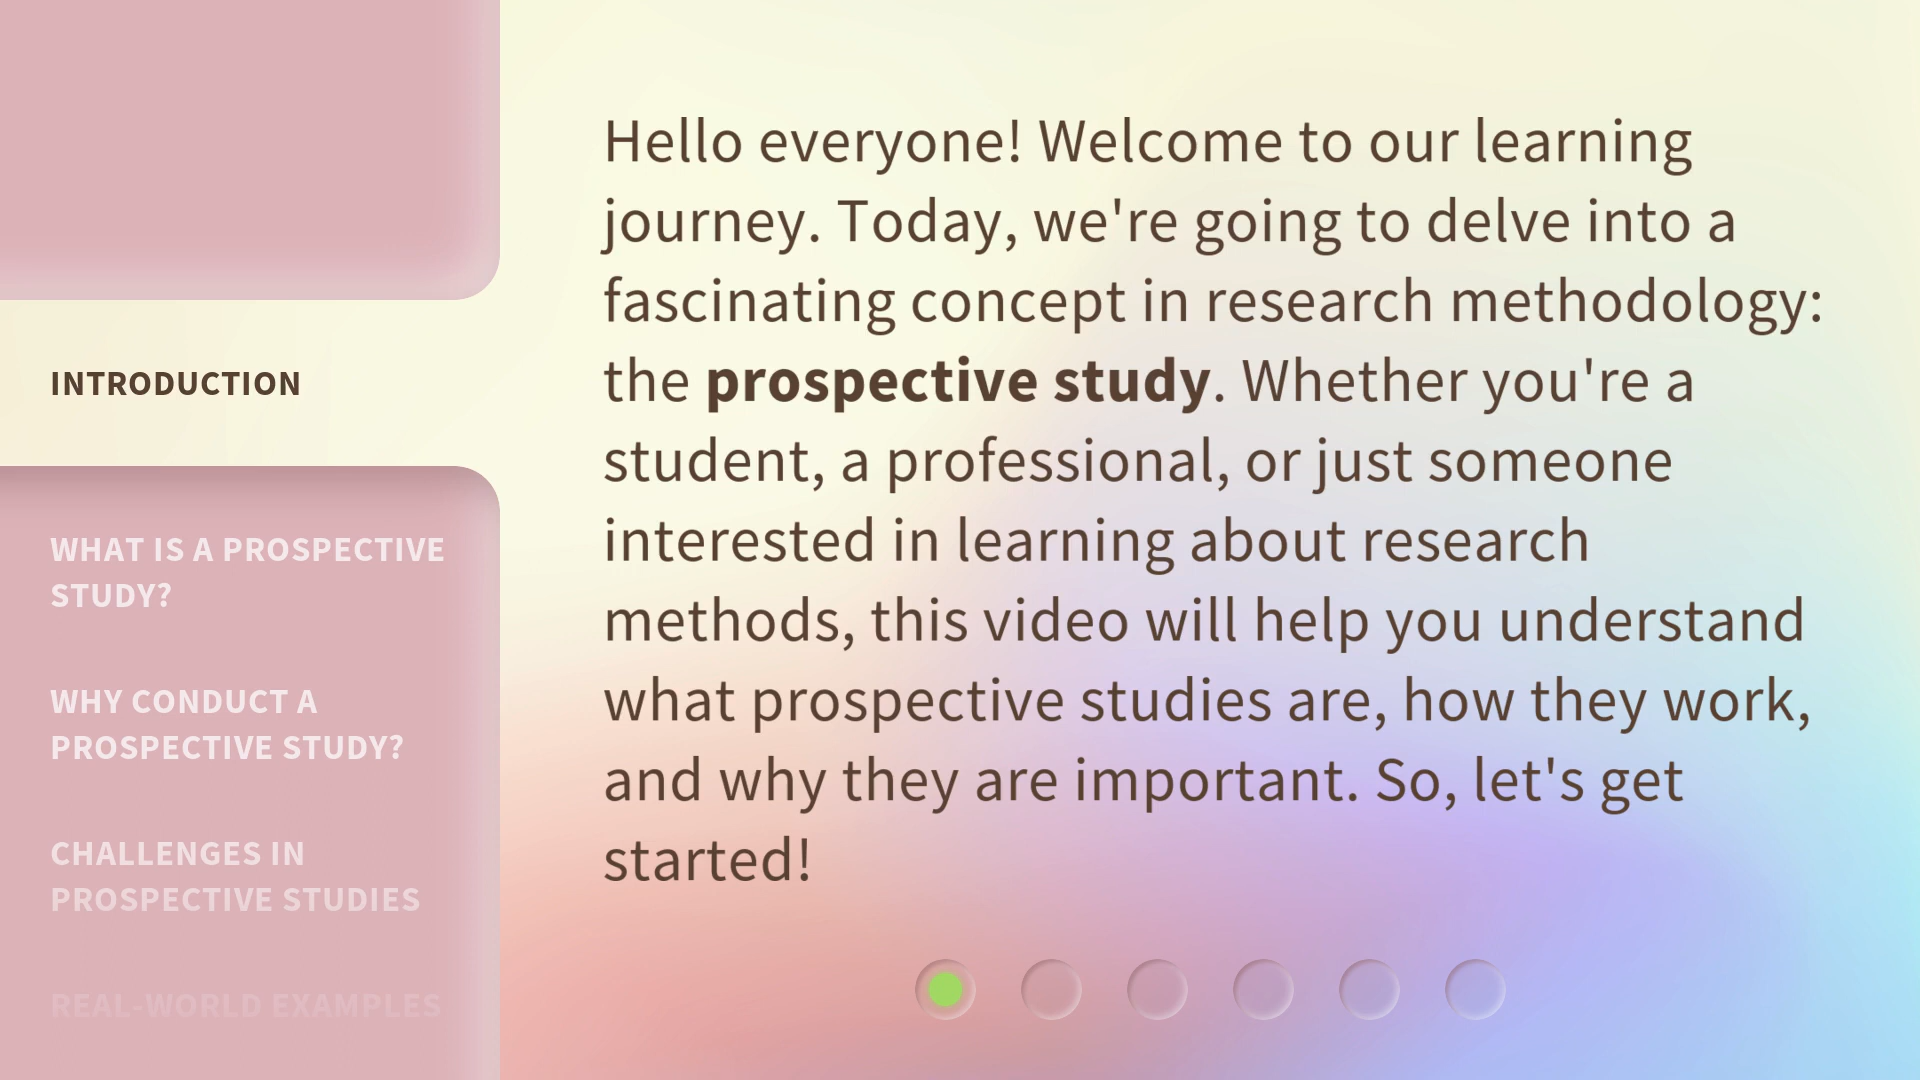 INTRODUCTION
WHAT IS A PROSPECTIVE
STUDY?
WHY CONDUCT A
PROSPECTIVE STUDY?
CHALLENGES IN
PROSPECTIVE STUDIES
REAL-WORLD EXAMPLES
Hello everyone! Welcome to our learning
journey. Today, we're going to delve into a
fascinating concept in research methodology:
the prospective study. Whether you're a
student, a professional, or just someone
interested in learning about research
methods, this video will help you understand
what prospective studies are, how they work,
and why they are important. So, let's get
started!